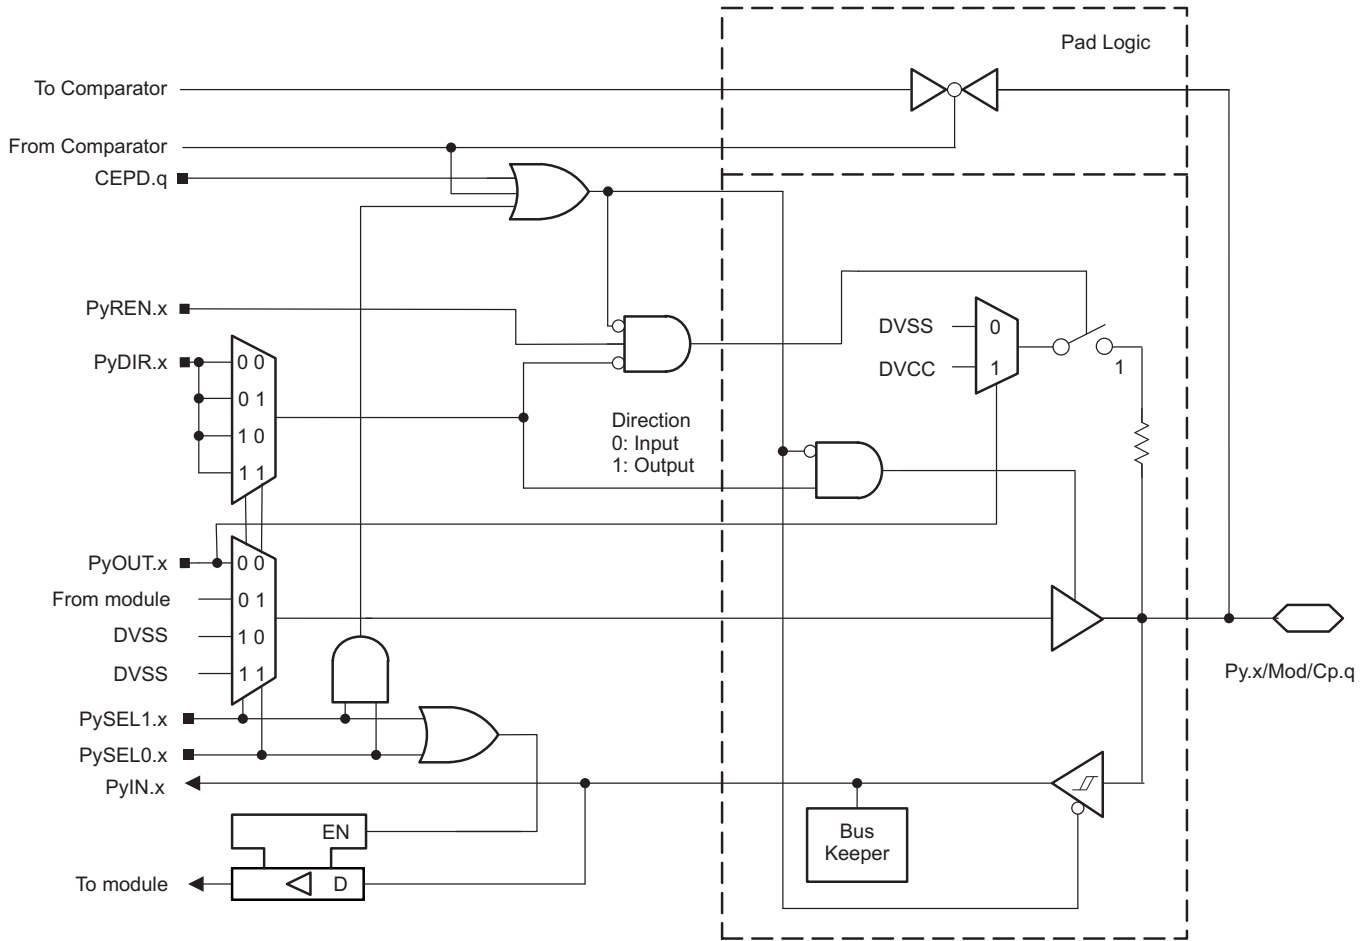 Pad Logic
To Comparator
From Comparator
CEPD.q
PyREN.x
DVSS 0
DVCC 1
1
PyDIR.x 0 0
0 1
1 0
1 1
Direction
0: Input
1: Output
PyOUT.x 0 0
From module 0 1
DVSS 1 0
DVSS 1 1
Py.x/Mod/Cp.q
PySEL1.x
PySEL0.x
PyIN.x
EN
Bus
Keeper
To module D